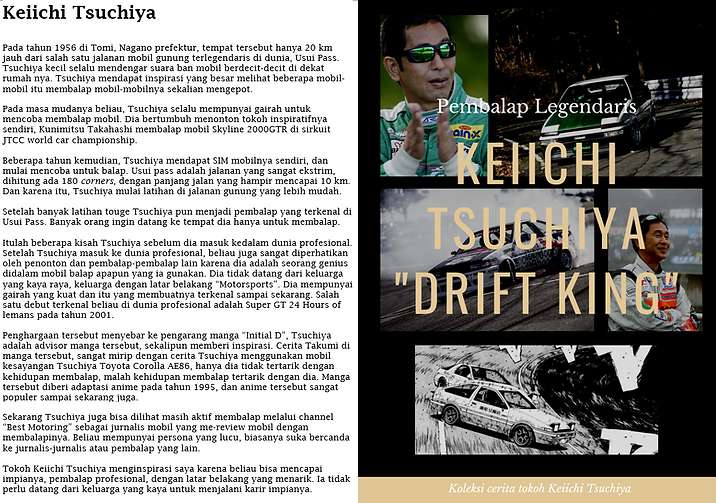 Keiichi Tsuchiya
Pada tahun 1956 di Tomi, Nagano prefektur, tempat tersebut hanya 20 km
jauh dari salah satu jalanan mobil gunung terlegendaris di dunia, Usui Pass.
Tsuchiya kecil selalu mendengar suara ban mobil berdecit-decit di dekat
rumah nya. Tsuchiya mendapat inspirasi yang besar melihat beberapa mobil-
mobil itu membalap mobil-mobilnya sekalian mengepot.
Pada masa mudanya beliau, Tsuchiya selalu mempunyai gairah untuk
mencoba membalap mobil. Dia bertumbuh menonton tokoh inspiratifnya
sendiri, Kunimitsu Takahashi membalap mobil Skyline 2000GTR di sirkuit
JTCC world car championship.
Beberapa tahun kemudian, Tsuchiya mendapat SIM mobilnya sendiri, dan
mulai mencoba untuk balap. Usui pass adalah jalanan yang sangat ekstrim,
dihitung ada 180 corners, dengan panjang jalan yang hampir mencapai 10 km.
Dan karena itu, Tsuchiya mulai latihan di jalanan gunung yang lebih mudah.
Setelah banyak latihan touge Tsuchiya pun menjadi pembalap yang terkenal di
Usui Pass. Banyak orang ingin datang ke tempat dia hanya untuk membalap.
Itulah beberapa kisah Tsuchiya sebelum dia masuk kedalam dunia profesional.
Setelah Tsuchiya masuk ke dunia profesional, beliau juga sangat diperhatikan
oleh penonton dan pembalap-pembalap lain karena dia adalah seorang genius
didalam mobil balap apapun yang ia gunakan. Dia tidak datang dari keluarga
yang kaya raya, keluarga dengan latar belakang “Motorsports”. Dia mempunyai
gairah yang kuat dan itu yang membuatnya terkenal sampai sekarang. Salah
satu debut terkenal beliau di dunia profesional adalah Super GT 24 Hours of
lemans pada tahun 2001.
Penghargaan tersebut menyebar ke pengarang manga “Initial D”, Tsuchiya
adalah advisor manga tersebut, sekalipun memberi inspirasi. Cerita Takumi di
manga tersebut, sangat mirip dengan cerita Tsuchiya menggunakan mobil
kesayangan Tsuchiya Toyota Corolla AE86, hanya dia tidak tertarik dengan
kehidupan membalap, malah kehidupan membalap tertarik dengan dia. Manga
tersebut diberi adaptasi anime pada tahun 1995, dan anime tersebut sangat
populer sampai sekarang juga.
Sekarang Tsuchiya juga bisa dilihat masih aktif membalap melalui channel
“Best Motoring” sebagai jurnalis mobil yang me-review mobil dengan
membalapinya. Beliau mempunyai persona yang lucu, biasanya suka bercanda
ke jurnalis-jurnalis atau pembalap yang lain.
Tokoh Keiichi Tsuchiya menginspirasi saya karena beliau bisa mencapai
impianya, pembalap profesional, dengan latar belakang yang menarik. Ia tidak
perlu datang dari keluarga yang kaya untuk menjalani karir impianya.
Pembalap Legendaris
KEIICHI
TSUCHIYA
"DRIFT KING"
Koleksi cerita tokoh Keiichi Tsuchiya